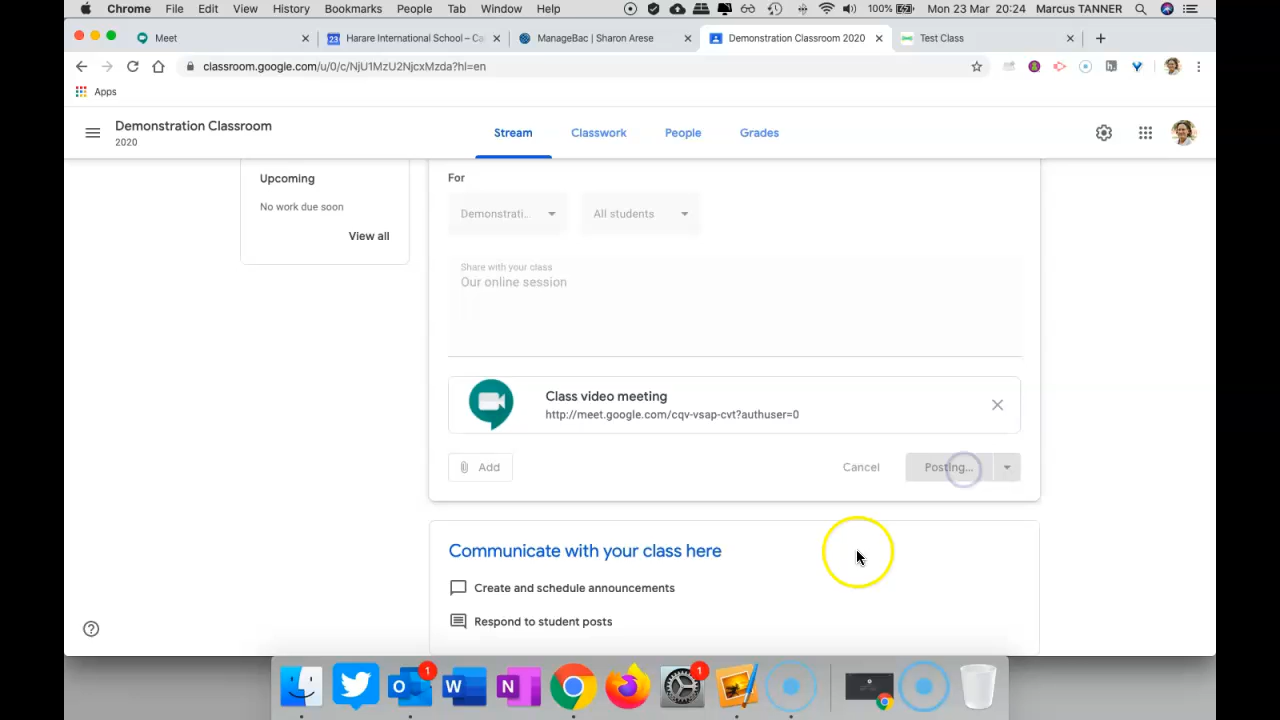 Chrome File Edit View History Bookmarks People Tab Window Help 100% Mon 23 Mar 20:24 Marcus TANNER
Meet
Harare International School – Ca
ManageBac | Sharon Arese
Demonstration Classroom 2020
Test Class
classroom.google.com/u/0/c/NjU1MzU2NjcxMzda?hl=en
Apps
Demonstration Classroom
2020
Stream Classwork People Grades
Upcoming
No work due soon
View all
For
Demonstrati... All students
Share with your class
Our online session
Class video meeting
http://meet.google.com/cqv-vsap-cvt?authuser=0
Add Cancel Posting...
Communicate with your class here
Create and schedule announcements
Respond to student posts
1
W
N
1